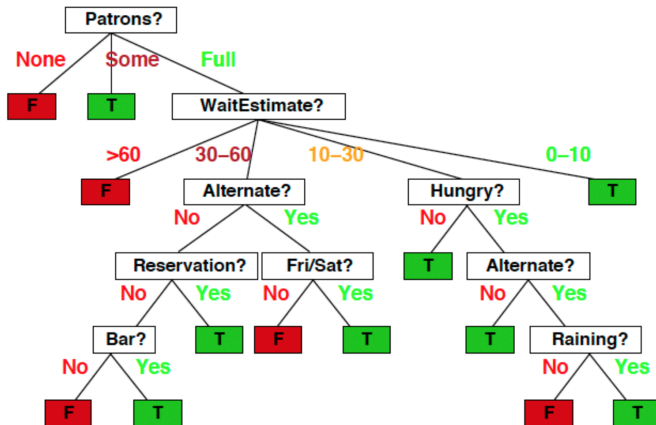 Patrons?
None Some Full
F T WaitEstimate?
>60 30–60 10–30 0–10
F Alternate? Hungry? T
No Yes No Yes
Reservation? Fri/Sat? T Alternate?
No Yes No Yes No Yes
Bar? T F T T Raining?
No Yes No Yes
F T F T